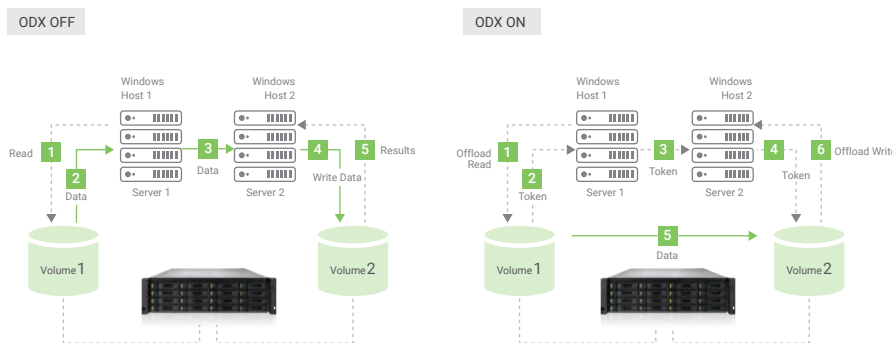 ODX OFF
Windows
Host 1
Windows
Host 2
Read
1
2
Data
3
Data
4
Write Data
5
Results
Server 1
Server 2
Volume1
Volume2
ODX ON
Windows
Host 1
Windows
Host 2
Offload
Read
1
2
Token
3
Token
4
Token
6
Offload Write
Server 1
Server 2
5
Data
Volume1
Volume2